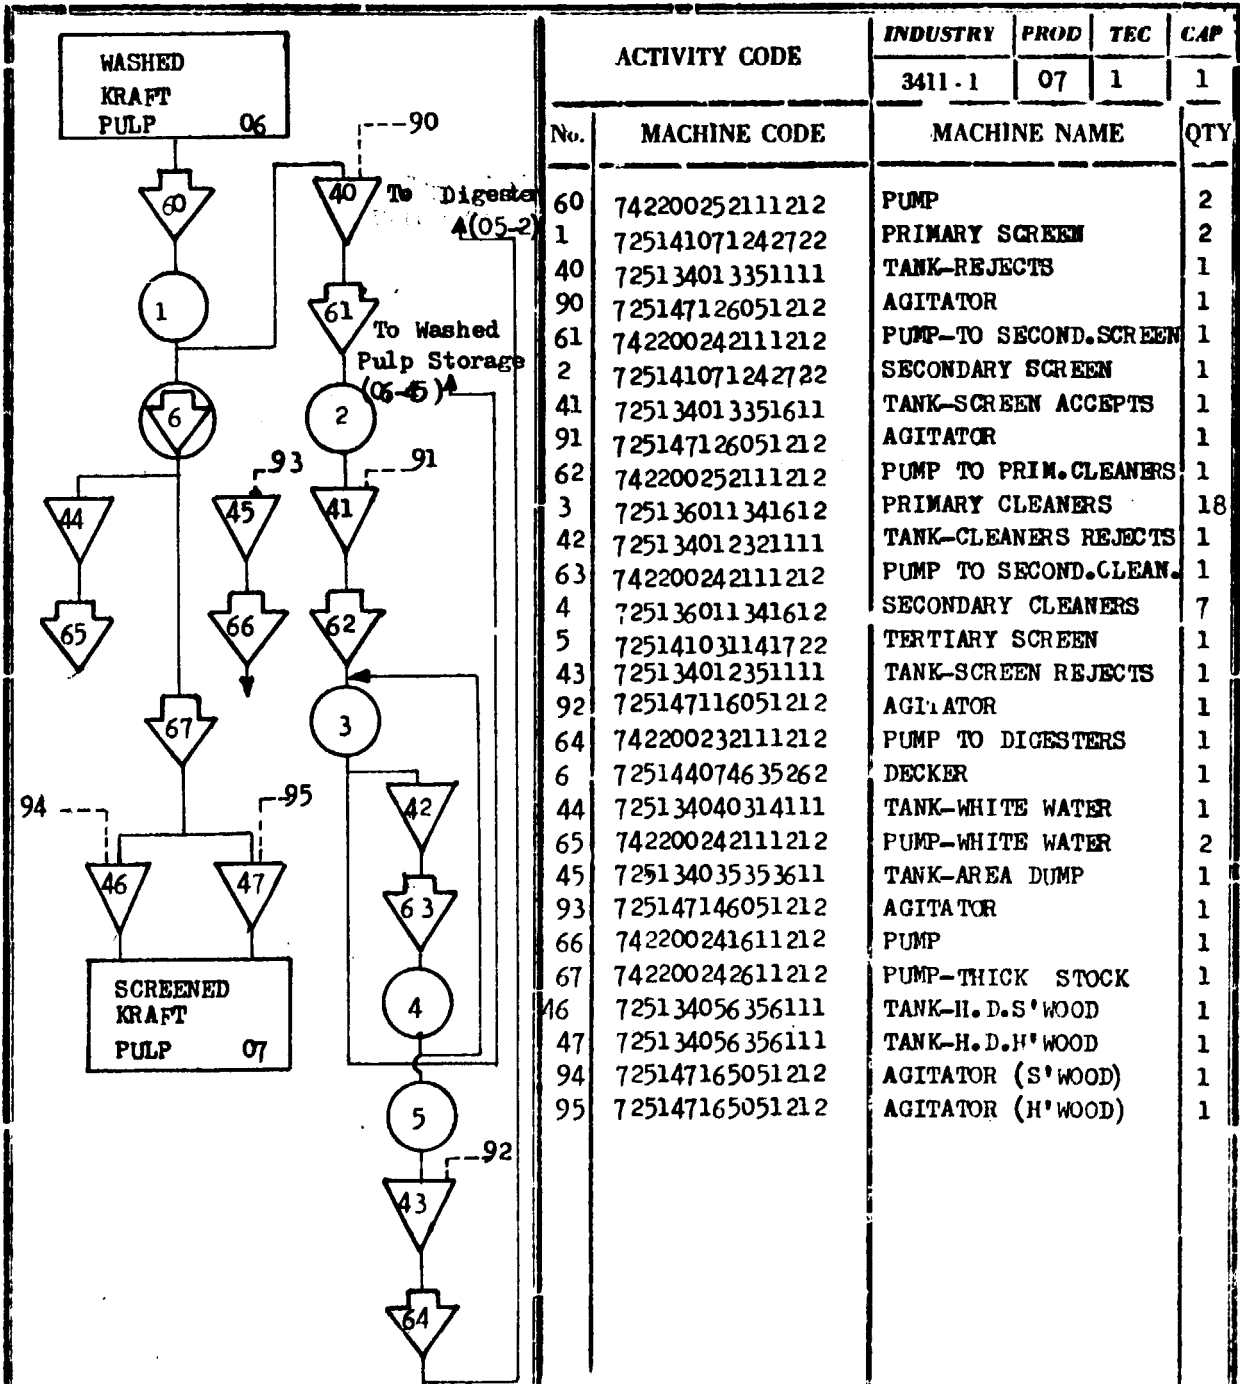 WASHED
KRAFT
PULP 06
90
60
40
To Digester
(05-2)
1
61
To Washed
Pulp Storage
(06-45)
6
2
93
91
44
45
41
65
66
62
67
3
94
95
42
46
47
63
SCREENED
KRAFT
PULP 07
4
5
92
43
64
ACTIVITY CODE
INDUSTRY PROD TEC CAP
3411-1 07 1 1
No. MACHINE CODE MACHINE NAME QTY
60 742200252111212 PUMP 2
1 725141071242722 PRIMARY SCREEN 2
40 725134013351111 TANK-REJECTS 1
90 725147126051212 AGITATOR 1
61 742200242111212 PUMP-TO SECOND.SCREEN 1
2 725141071242722 SECONDARY SCREEN 1
41 725134013351611 TANK-SCREEN ACCEPTS 1
91 725147126051212 AGITATOR 1
62 742200252111212 PUMP TO PRIM.CLEANERS 1
3 725136011341612 PRIMARY CLEANERS 18
42 725134012321111 TANK-CLEANERS REJECTS 1
63 742200242111212 PUMP TO SECOND.CLEAN. 1
4 725136011341612 SECONDARY CLEANERS 7
5 725141031141722 TERTIARY SCREEN 1
43 725134012351111 TANK-SCREEN REJECTS 1
92 725147116051212 AGITATOR 1
64 742200232111212 PUMP TO DIGESTERS 1
6 725144074635262 DECKER 1
44 725134040314111 TANK-WHITE WATER 1
65 742200242111212 PUMP-WHITE WATER 2
45 725134035353611 TANK-AREA DUMP 1
93 725147146051212 AGITATOR 1
66 742200241611212 PUMP 1
67 742200242611212 PUMP-THICK STOCK 1
46 725134056356111 TANK-H.D.S'WOOD 1
47 725134056356111 TANK-H.D.H'WOOD 1
94 725147165051212 AGITATOR (S'WOOD) 1
95 725147165051212 AGITATOR (H'WOOD) 1